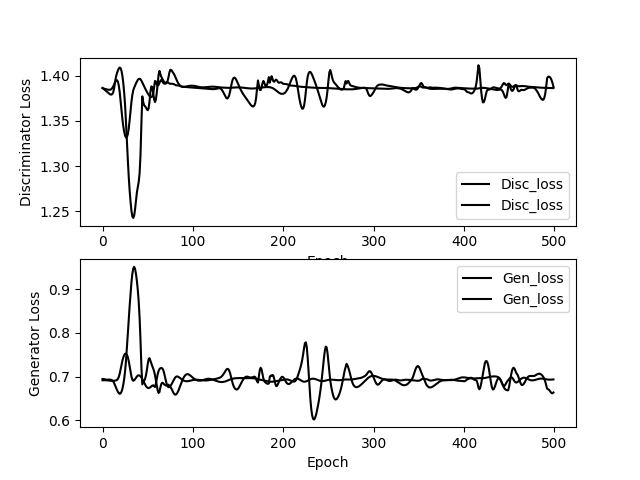 Discriminator Loss
1.40
1.35
1.30
1.25
Disc_loss
Disc_loss
0 100 200 300 400 500
Epoch
Generator Loss
0.9
0.8
0.7
0.6
Gen_loss
Gen_loss
0 100 200 300 400 500
Epoch